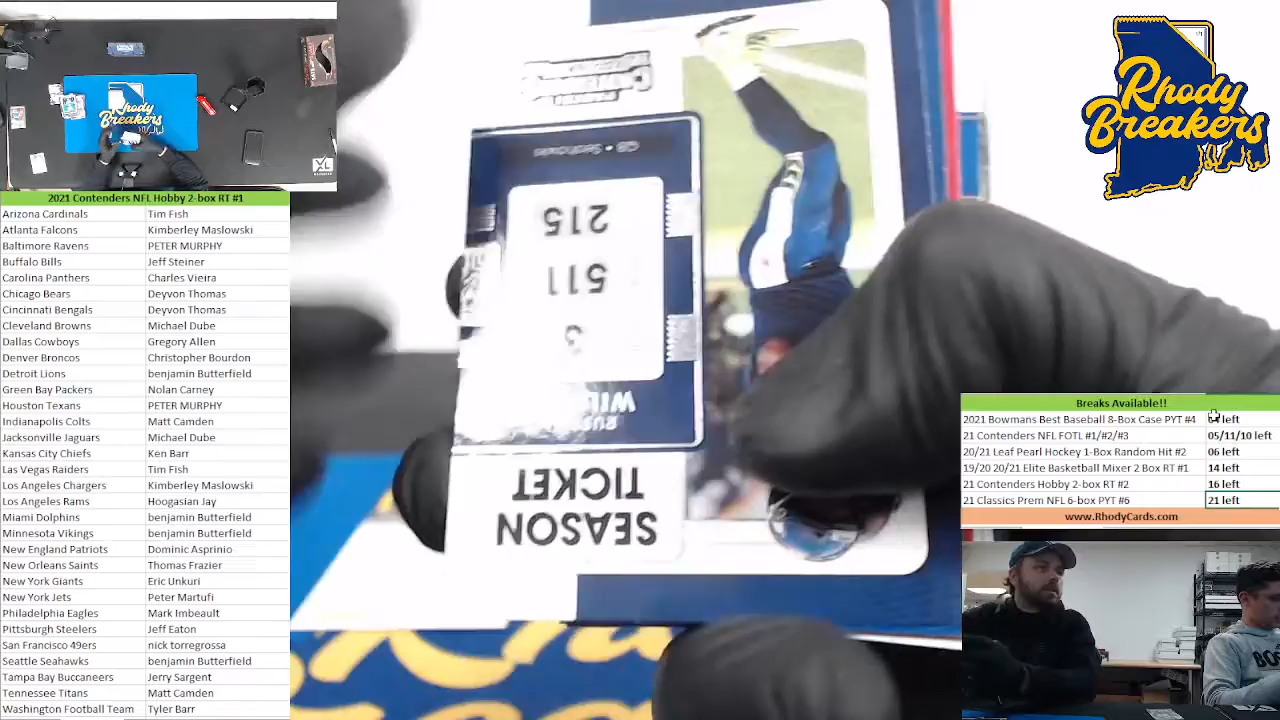 2021 Contenders NFL Hobby 2-box RT #1
Arizona Cardinals Tim Fish
Atlanta Falcons Kimberley Maslowski
Baltimore Ravens PETER MURPHY
Buffalo Bills Jeff Steiner
Carolina Panthers Charles Vieira
Chicago Bears Deyvon Thomas
Cincinnati Bengals Deyvon Thomas
Cleveland Browns Michael Dube
Dallas Cowboys Gregory Allen
Denver Broncos Christopher Bourdon
Detroit Lions benjamin Butterfield
Green Bay Packers Nolan Carney
Houston Texans PETER MURPHY
Indianapolis Colts Matt Camden
Jacksonville Jaguars Michael Dube
Kansas City Chiefs Ken Barr
Las Vegas Raiders Tim Fish
Los Angeles Chargers Kimberley Maslowski
Los Angeles Rams Hoogasian Jay
Miami Dolphins benjamin Butterfield
Minnesota Vikings benjamin Butterfield
New England Patriots Dominic Asprinio
New Orleans Saints Thomas Frazier
New York Giants Eric Unkuri
New York Jets Peter Martufi
Philadelphia Eagles Mark Imbeault
Pittsburgh Steelers Jeff Eaton
San Francisco 49ers nick torregrossa
Seattle Seahawks benjamin Butterfield
Tampa Bay Buccaneers Jerry Sargent
Tennessee Titans Matt Camden
Washington Football Team Tyler Barr
Rhody
Breakers
XL
SEASON
TICKET
3
511
215
QB • Seahawks
Rhody
Breakers
Breaks Available!!
2021 Bowmans Best Baseball 8-Box Case PYT #4 left
21 Contenders NFL FOTL #1/#2/#3 05/11/10 left
20/21 Leaf Pearl Hockey 1-Box Random Hit #2 06 left
19/20 20/21 Elite Basketball Mixer 2 Box RT #1 14 left
21 Contenders Hobby 2-box RT #2 16 left
21 Classics Prem NFL 6-box PYT #6 21 left
www.RhodyCards.com